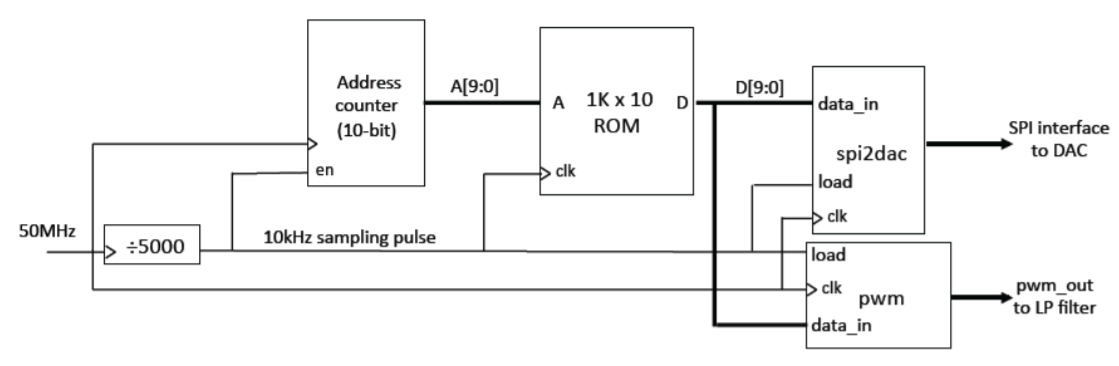 Address
counter
(10-bit)
en
A[9:0]
A
1K x 10
ROM
D
clk
D[9:0]
data_in
spi2dac
load
clk
SPI interface
to DAC
50MHz
÷5000
10kHz sampling pulse
load
clk
pwm
data_in
pwm_out
to LP filter